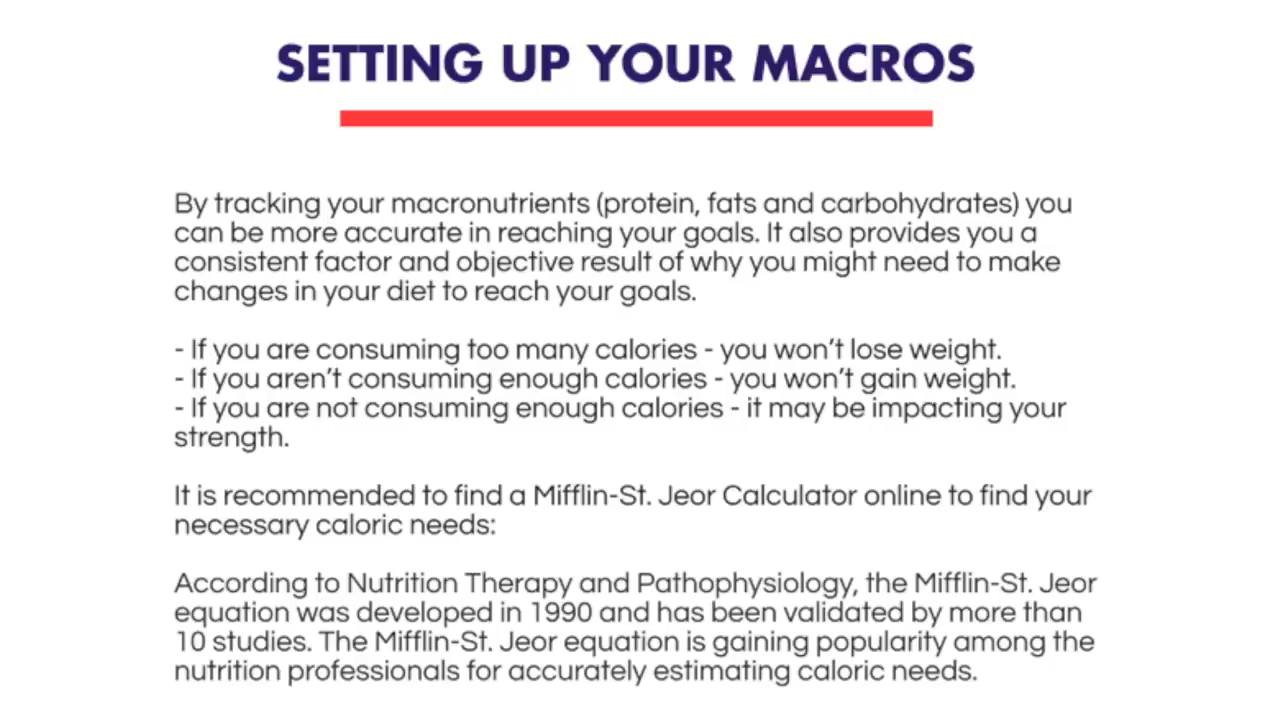 SETTING UP YOUR MACROS
By tracking your macronutrients (protein, fats and carbohydrates) you
can be more accurate in reaching your goals. It also provides you a
consistent factor and objective result of why you might need to make
changes in your diet to reach your goals.
- If you are consuming too many calories - you won't lose weight.
- If you aren't consuming enough calories - you won't gain weight.
- If you are not consuming enough calories - it may be impacting your
strength.
It is recommended to find a Mifflin-St. Jeor Calculator online to find your
necessary caloric needs:
According to Nutrition Therapy and Pathophysiology, the Mifflin-St. Jeor
equation was developed in 1990 and has been validated by more than
10 studies. The Mifflin-St. Jeor equation is gaining popularity among the
nutrition professionals for accurately estimating caloric needs.